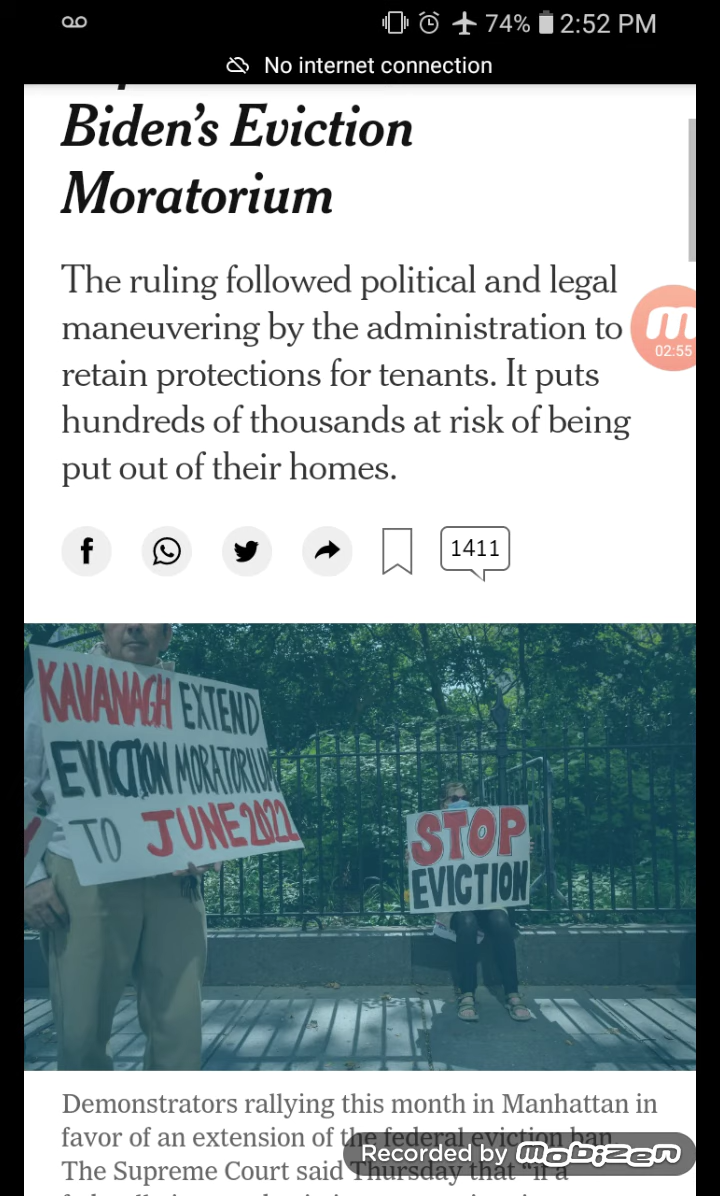 74% 2:52 PM
No internet connection
Biden's Eviction
Moratorium
The ruling followed political and legal
maneuvering by the administration to
retain protections for tenants. It puts
hundreds of thousands at risk of being
put out of their homes.
m
02:55
f
1411
KAVANAGH EXTEND
EVICTION MORATORIUM
TO JUNE 2022
STOP
EVICTION
Demonstrators rallying this month in Manhattan in
favor of an extension of the federal eviction ban.
The Supreme Court said Thursday that “if a
Recorded by mobizen